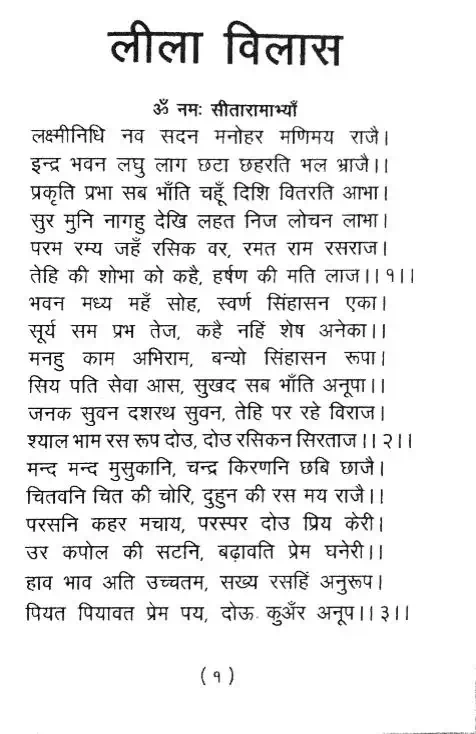 लीला विलास
ॐ नमः सीतारामाभ्याँ
लक्ष्मीनिधि नव सदन मनोहर मणिमय राजै।
इन्द्र भवन लघु लाग छटा छहरति भल भ्राजै।।
प्रकृति प्रभा सब भाँति चहूँ दिशि वितरति आभा।
सुर मुनि नागहु देखि लहत निज लोचन लाभा।
परम रम्य जहँ रसिक वर, रमत राम रसराज।
तेहि की शोभा को कहै, हर्षण की मति लाज।।१।।
भवन मध्य महँ सोह, स्वर्ण सिंहासन एका।
सूर्य सम प्रभ तेज, कहै नहिं शेष अनेका।।
मनहु काम अभिराम, बन्यो सिंहासन रूपा।
सिय पति सेवा आस, सुखद सब भाँति अनूपा।।
जनक सुवन दशरथ सुवन, तेहि पर रहे विराज।
श्याल भाम रस रूप दोउ, दोउ रसिकन सिरताज।।२।।
मन्द मन्द मुसुकानि, चन्द्र किरणनि छबि छाजै।
चितवनि चित की चोरि, दुहुन की रस मय राजै।।
परसनि कहर मचाय, परस्पर दोउ प्रिय केरी।
उर कपोल की सटनि, बढ़ावति प्रेम घनेरी।।
हाव भाव अति उच्चतम, सख्य रसहिं अनुरूप।
पियत पियावत प्रेम पय, दोऊ कुअँर अनूप।।३।।
(१)